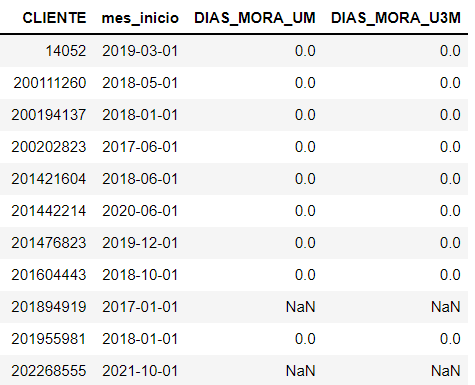 CLIENTE mes_inicio DIAS_MORA_UM DIAS_MORA_U3M
14052 2019-03-01 0.0 0.0
200111260 2018-05-01 0.0 0.0
200194137 2018-01-01 0.0 0.0
200202823 2017-06-01 0.0 0.0
201421604 2018-06-01 0.0 0.0
201442214 2020-06-01 0.0 0.0
201476823 2019-12-01 0.0 0.0
201604443 2018-10-01 0.0 0.0
201894919 2017-01-01 NaN NaN
201955981 2018-01-01 0.0 0.0
202268555 2021-10-01 NaN NaN